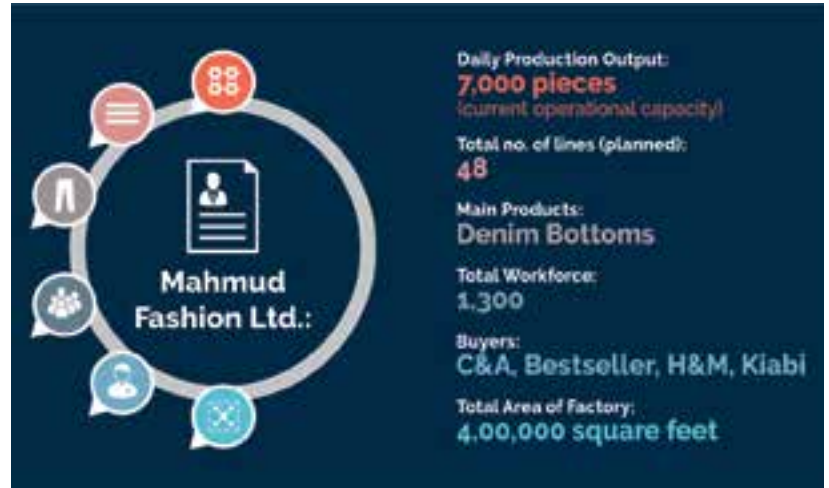 Mahmud
Fashion Ltd.:
Daily Production Output:
7,000 pieces
(current operational capacity)
Total no. of lines (planned):
48
Main Products:
Denim Bottoms
Total Workforce:
1,300
Buyers:
C&A, Bestseller, H&M, Kiabi
Total Area of Factory:
4,00,000 square feet